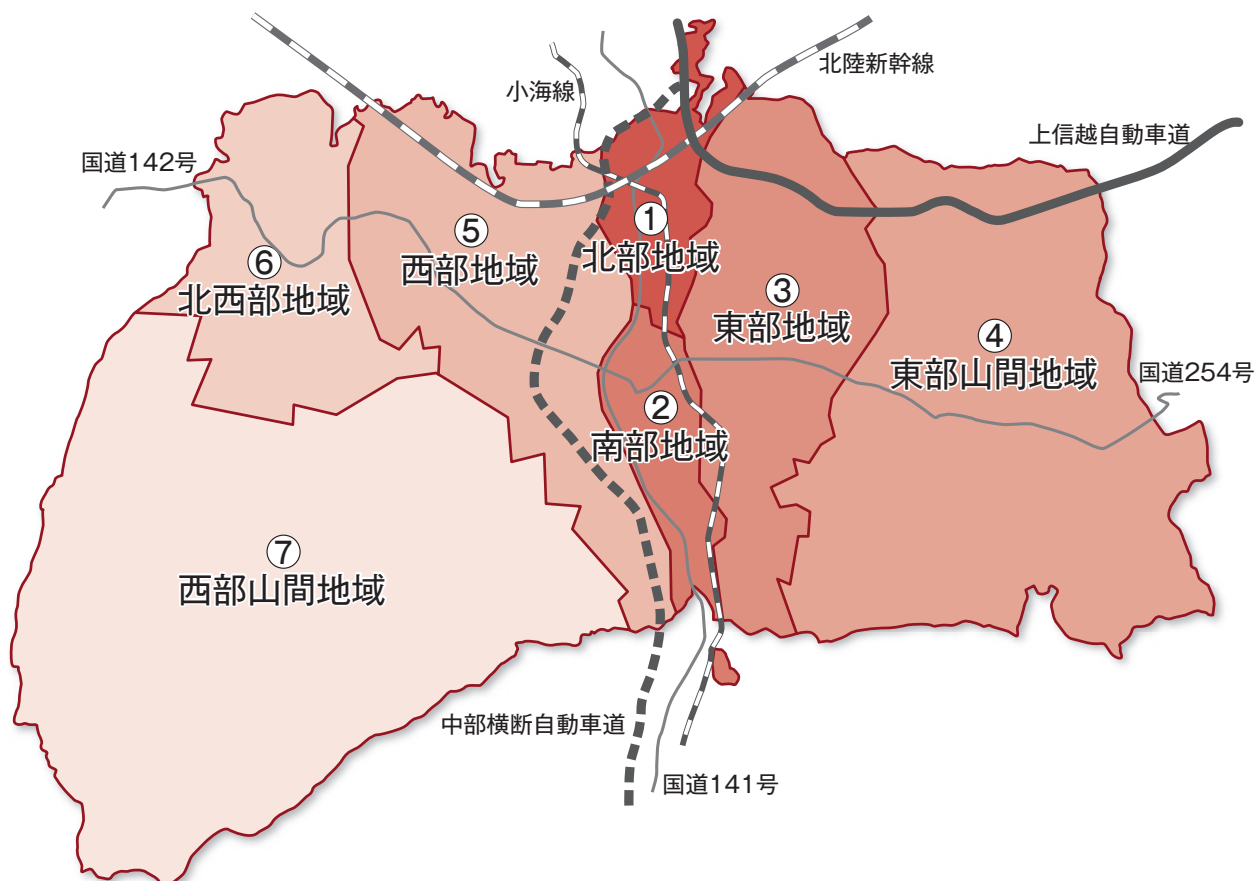 北陸新幹線
小海線
上信越自動車道
国道142号
①
北部地域
⑤
西部地域
⑥
北西部地域
③
東部地域
④
東部山間地域
国道254号
②
南部地域
⑦
西部山間地域
中部横断自動車道
国道141号